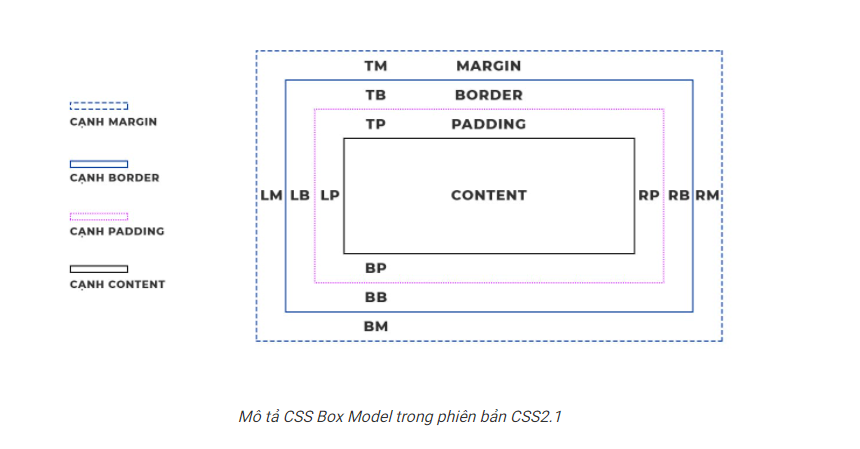 TM MARGIN
TB BORDER
TP PADDING
LM LB LP CONTENT RP RB RM
BP
BB
BM
CẠNH MARGIN
CẠNH BORDER
CẠNH PADDING
CẠNH CONTENT
Mô tả CSS Box Model trong phiên bản CSS2.1